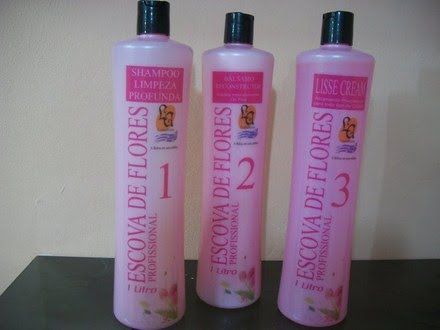 SHAMPOO
LIMPEZA
PROFUNDA
ESCOVA DE FLORES
PROFISSIONAL
1
1 Litro
BÁLSAMO
RECONSTRUTOR
ESCOVA DE FLORES
PROFISSIONAL
2
1 Litro
LISSE CREAM
ESCOVA DE FLORES
PROFISSIONAL
3
1 Litro